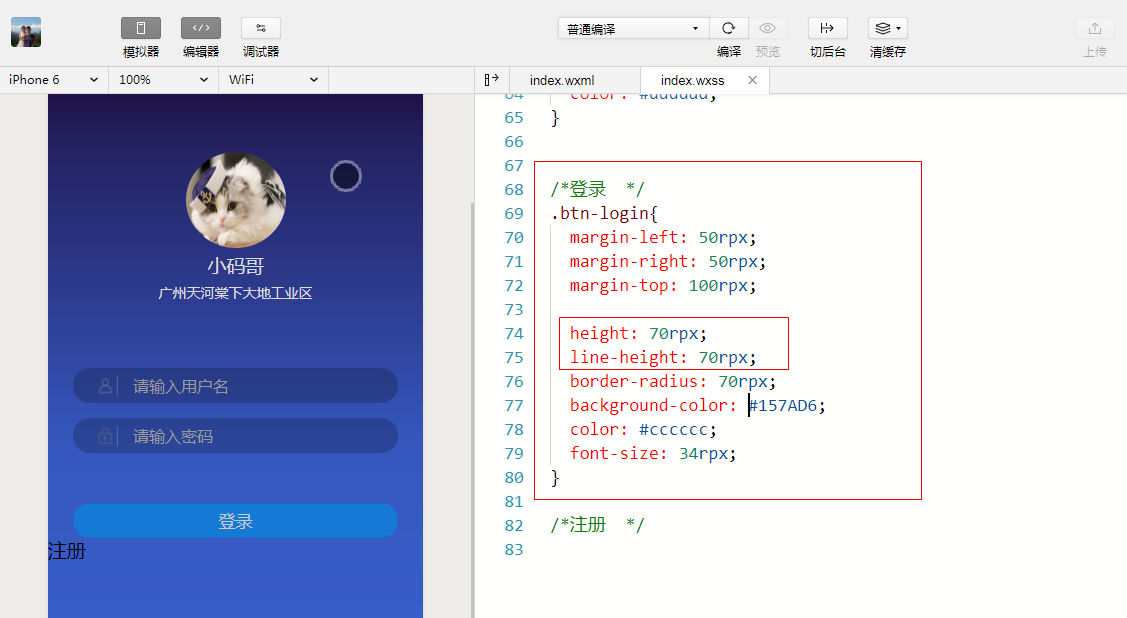 普通编译
模拟器 编辑器 调试器 编译 预览 切后台 清缓存 上传
iPhone 6 100% WiFi index.wxml index.wxss
小码哥
广州天河棠下大地工业区
请输入用户名
请输入密码
登录
注册
64 color: #dddddd;
65 }
66
67
68 /*登录  */
69 .btn-login{
70 margin-left: 50rpx;
71 margin-right: 50rpx;
72 margin-top: 100rpx;
73
74 height: 70rpx;
75 line-height: 70rpx;
76 border-radius: 70rpx;
77 background-color: #157AD6;
78 color: #cccccc;
79 font-size: 34rpx;
80 }
81
82 /*注册  */
83